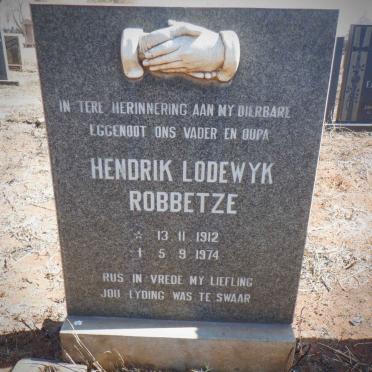 IN TERE HERINNERING AAN MY DIERBARE
EGGENOOT ONS VADER EN OUPA
HENDRIK LODEWYK
ROBBETZE
☆ 13 11 1912
† 5 9 1974
RUS IN VREDE MY LIEFLING
JOU LYDING WAS TE SWAAR